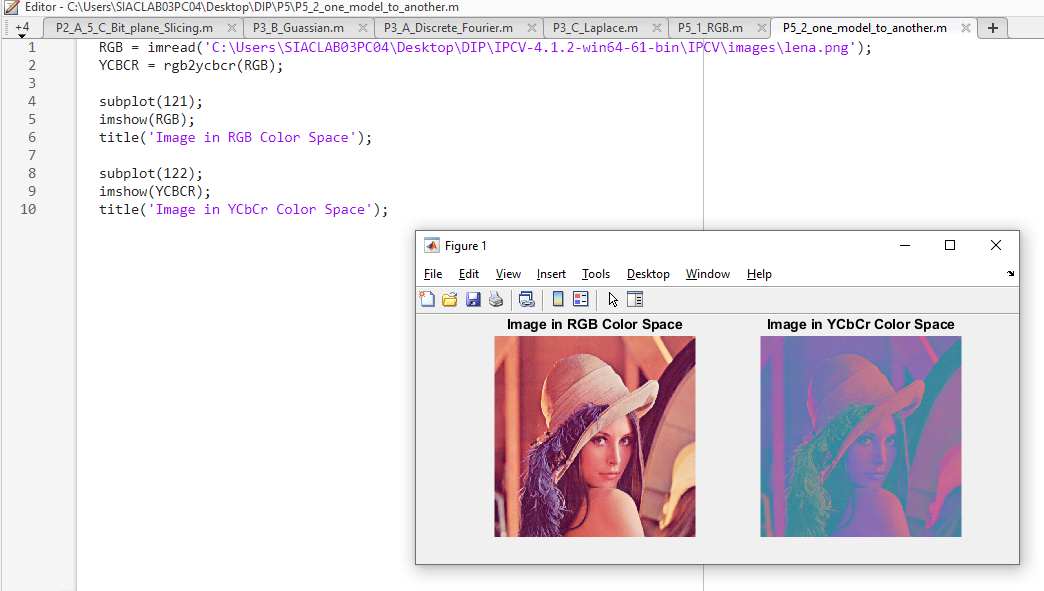 Editor - C:\Users\SIACLAB03PC04\Desktop\DIP\P5\P5_2_one_model_to_another.m
+4 P2_A_5_C_Bit_plane_Slicing.m P3_B_Guassian.m P3_A_Discrete_Fourier.m P3_C_Laplace.m P5_1_RGB.m P5_2_one_model_to_another.m
1 RGB = imread('C:\Users\SIACLAB03PC04\Desktop\DIP\IPCV-4.1.2-win64-61-bin\IPCV\images\lena.png');
2 YCBCR = rgb2ycbcr(RGB);
3
4 subplot(121);
5 imshow(RGB);
6 title('Image in RGB Color Space');
7
8 subplot(122);
9 imshow(YCBCR);
10 title('Image in YCbCr Color Space');
Figure 1
File Edit View Insert Tools Desktop Window Help
Image in RGB Color Space Image in YCbCr Color Space